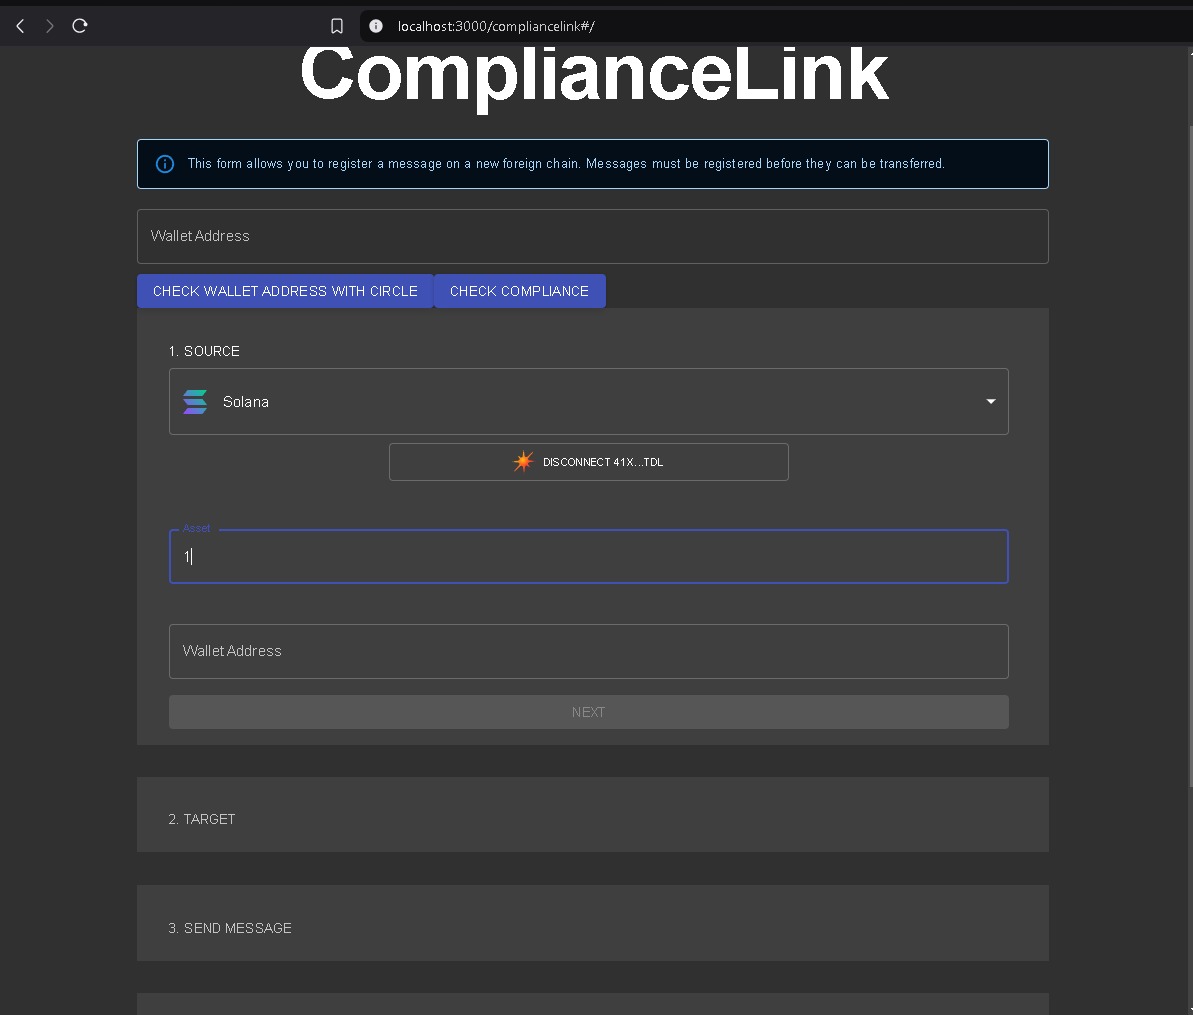 localhost:3000/compliancelink#/
ComplianceLink
This form allows you to register a message on a new foreign chain. Messages must be registered before they can be transferred.
Wallet Address
CHECK WALLET ADDRESS WITH CIRCLE CHECK COMPLIANCE
1. SOURCE
Solana
DISCONNECT 41X...TDL
Asset
1
Wallet Address
NEXT
2. TARGET
3. SEND MESSAGE